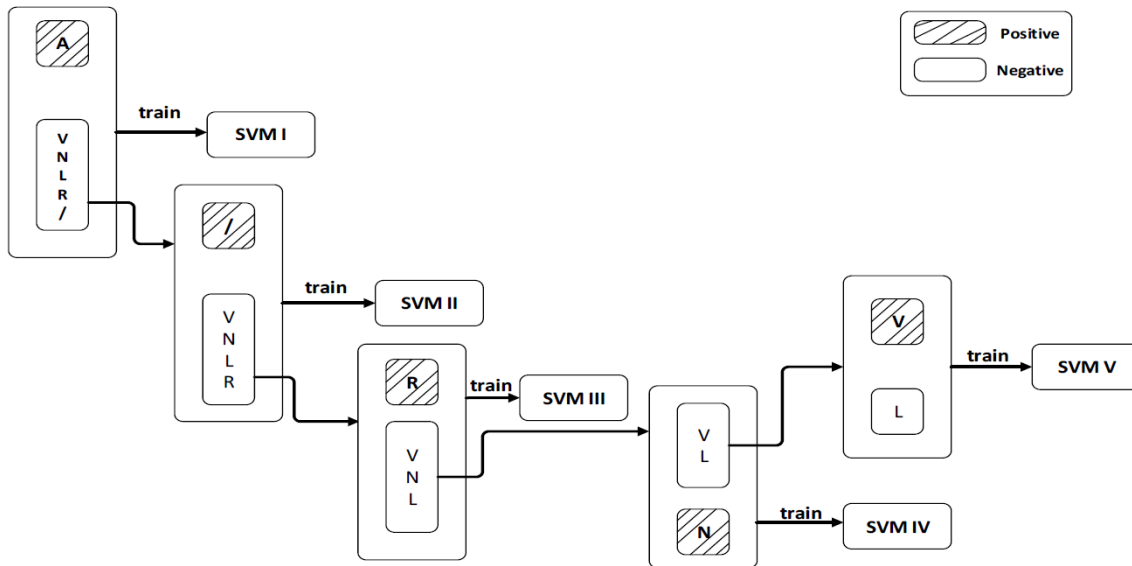 A
Positive
Negative
train
SVM I
V
N
L
R
/
/
train
SVM II
V
N
L
R
R
train
SVM III
V
N
L
V
L
N
train
SVM IV
V
L
train
SVM V